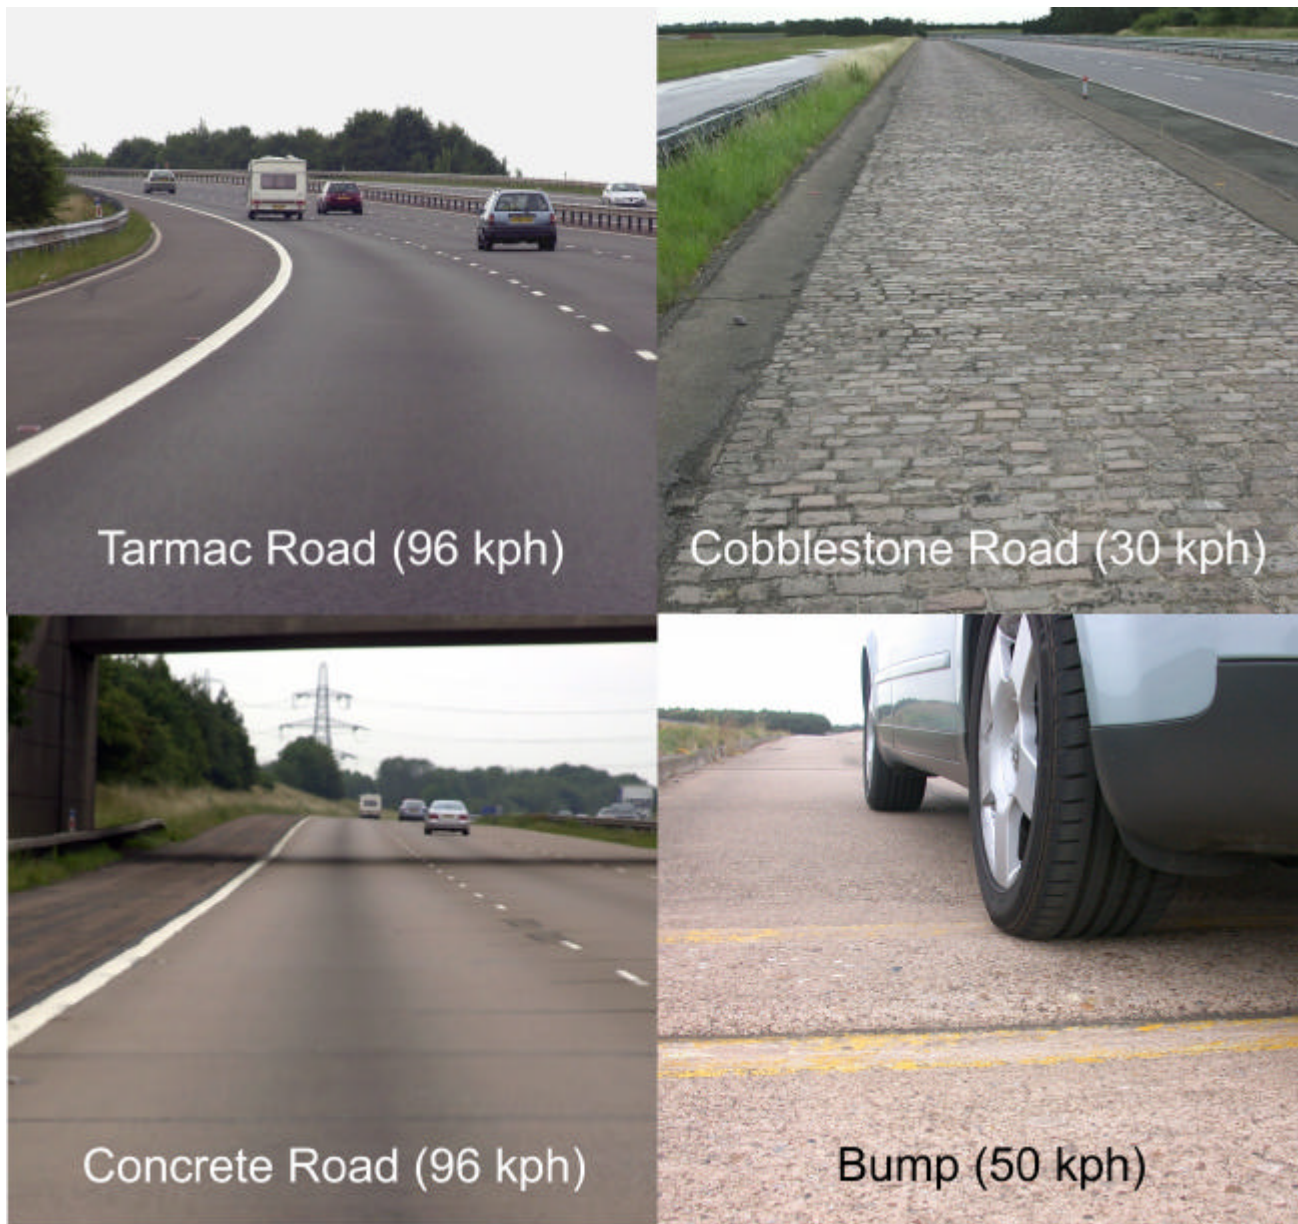 Tarmac Road (96 kph)
Cobblestone Road (30 kph)
Concrete Road (96 kph)
Bump (50 kph)